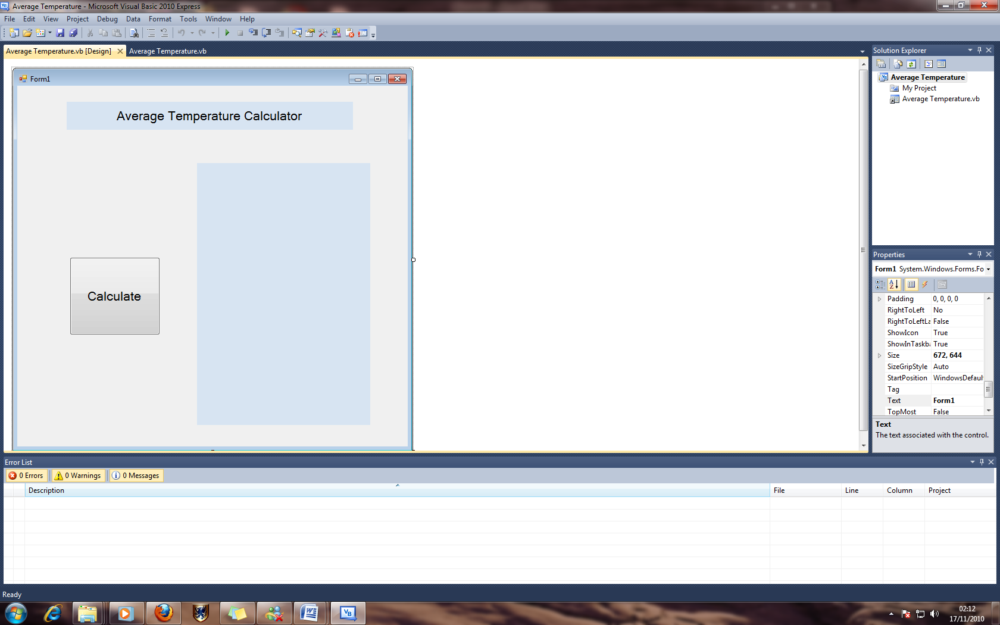 Average Temperature - Microsoft Visual Basic 2010 Express
File Edit View Project Debug Data Format Tools Window Help
Average Temperature.vb [Design] Average Temperature.vb
Form1
Average Temperature Calculator
Calculate
Solution Explorer
Average Temperature
My Project
Average Temperature.vb
Properties
Form1 System.Windows.Forms.Fo
Padding 0, 0, 0, 0
RightToLeft No
RightToLeftLa False
ShowIcon True
ShowInTaskba True
Size 672, 644
SizeGripStyle Auto
StartPosition WindowsDefaul
Tag
Text Form1
TopMost False
Text
The text associated with the control.
Error List
0 Errors 0 Warnings 0 Messages
Description File Line Column Project
Ready
02:12
17/11/2010